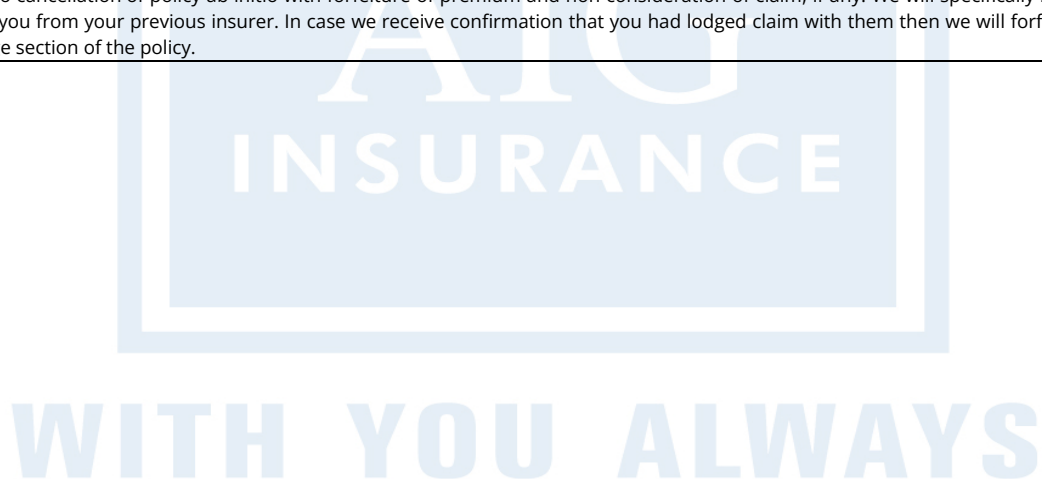 cancellation of policy ab initio with forfeiture of premium and non consideration of claim, if any. We will specifically
you from your previous insurer. In case we receive confirmation that you had lodged claim with them then we will forf
e section of the policy.
AIG
INSURANCE
WITH YOU ALWAYS